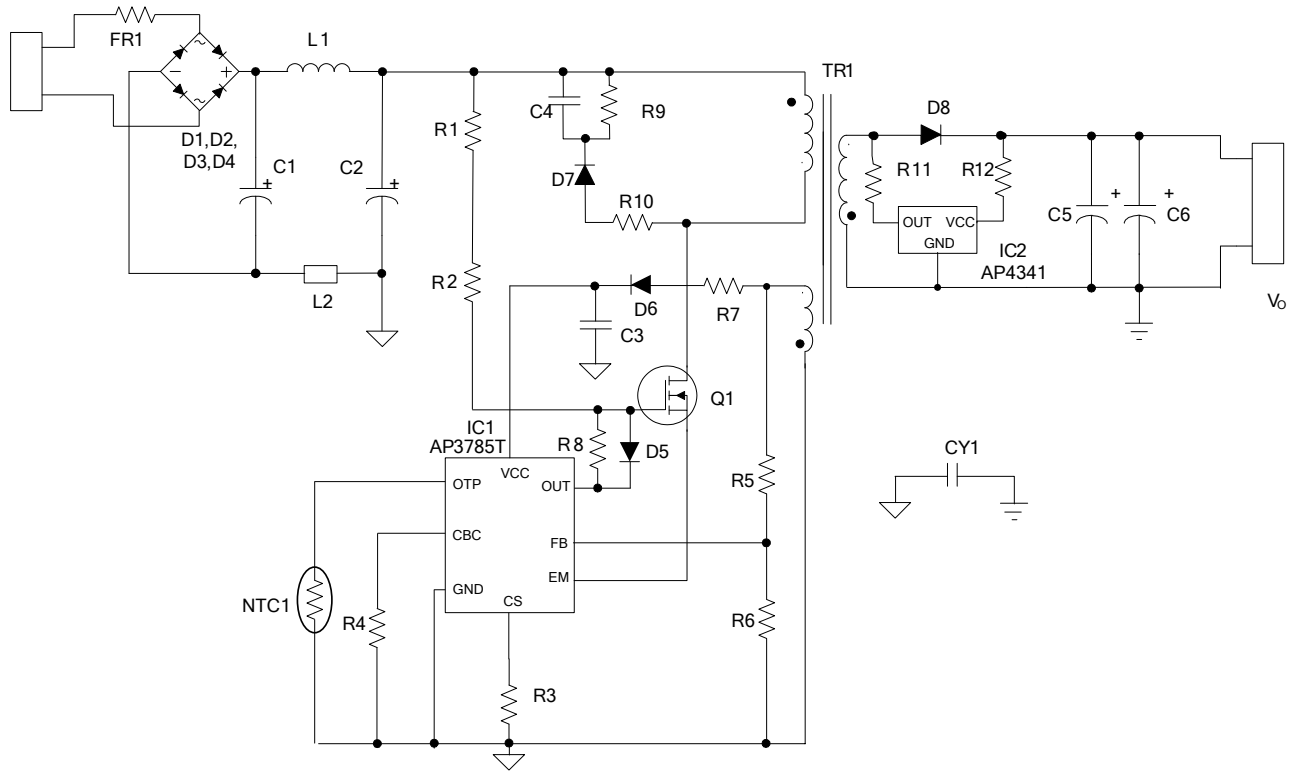 FR1
L1
TR1
D1,D2,
D3,D4
C1
C2
L2
R1
R2
C4
R9
D7
R10
D6
C3
R7
D8
R11
R12
OUT VCC
GND
IC2
AP4341
C5
+
+
C6
VO
Q1
IC1
AP3785T
R8
D5
VCC
OTP
OUT
CBC
FB
GND
EM
CS
NTC1
R4
R3
R5
R6
CY1
+
+
~
~
−
+